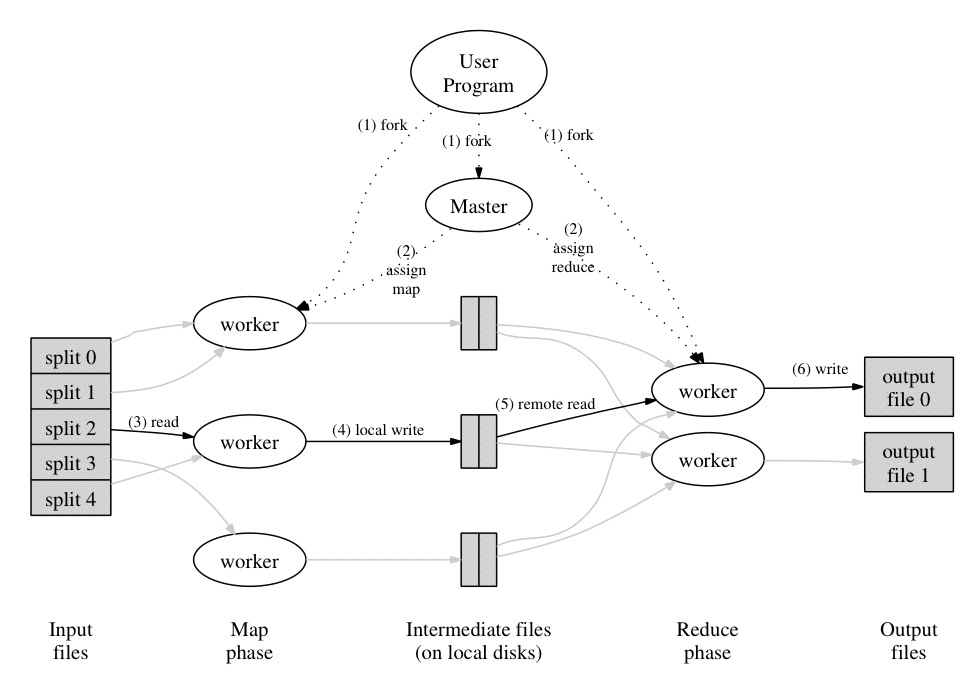 User
Program
(1) fork
(1) fork
(1) fork
Master
(2)
assign
map
(2)
assign
reduce
worker
split 0
split 1
split 2
split 3
split 4
(3) read
worker
(4) local write
(5) remote read
worker
(6) write
output
file 0
worker
output
file 1
worker
Input
files
Map
phase
Intermediate files
(on local disks)
Reduce
phase
Output
files